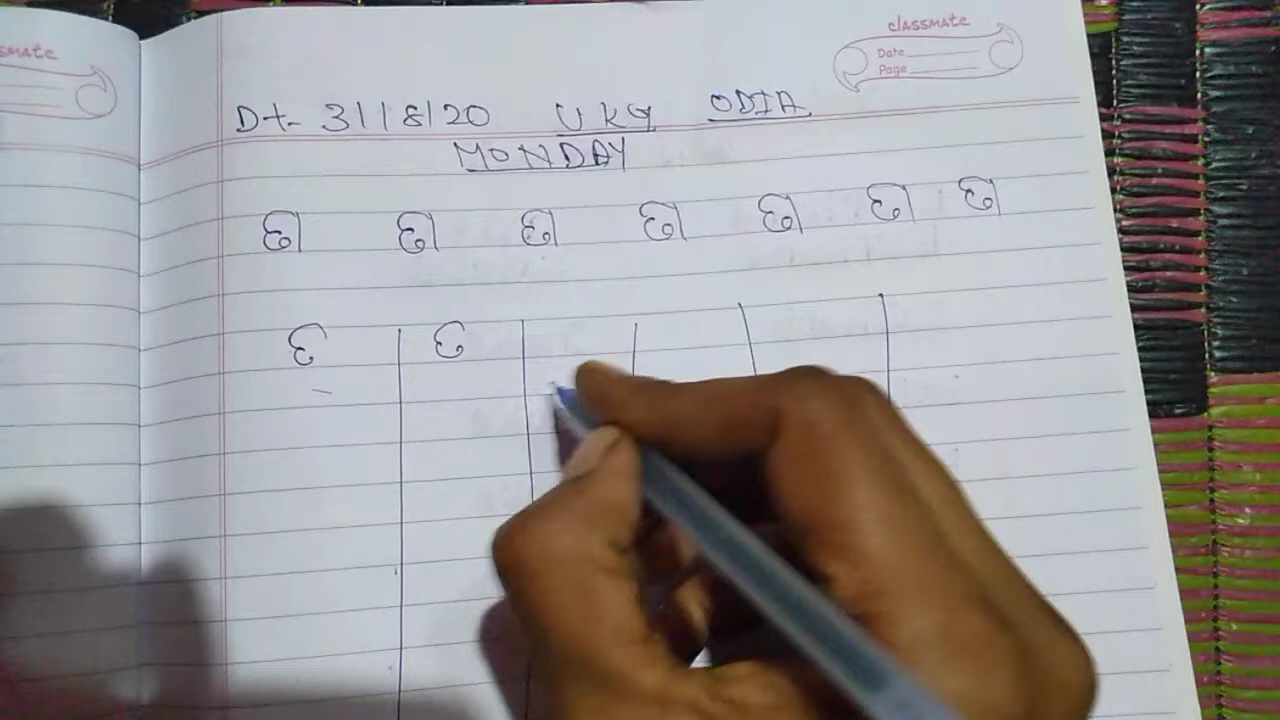 classmate
Date
Page
Dt- 31/8/20 UKG ODIA
MONDAY
ଘ ଘ ଘ ଘ ଘ ଘ ଘ